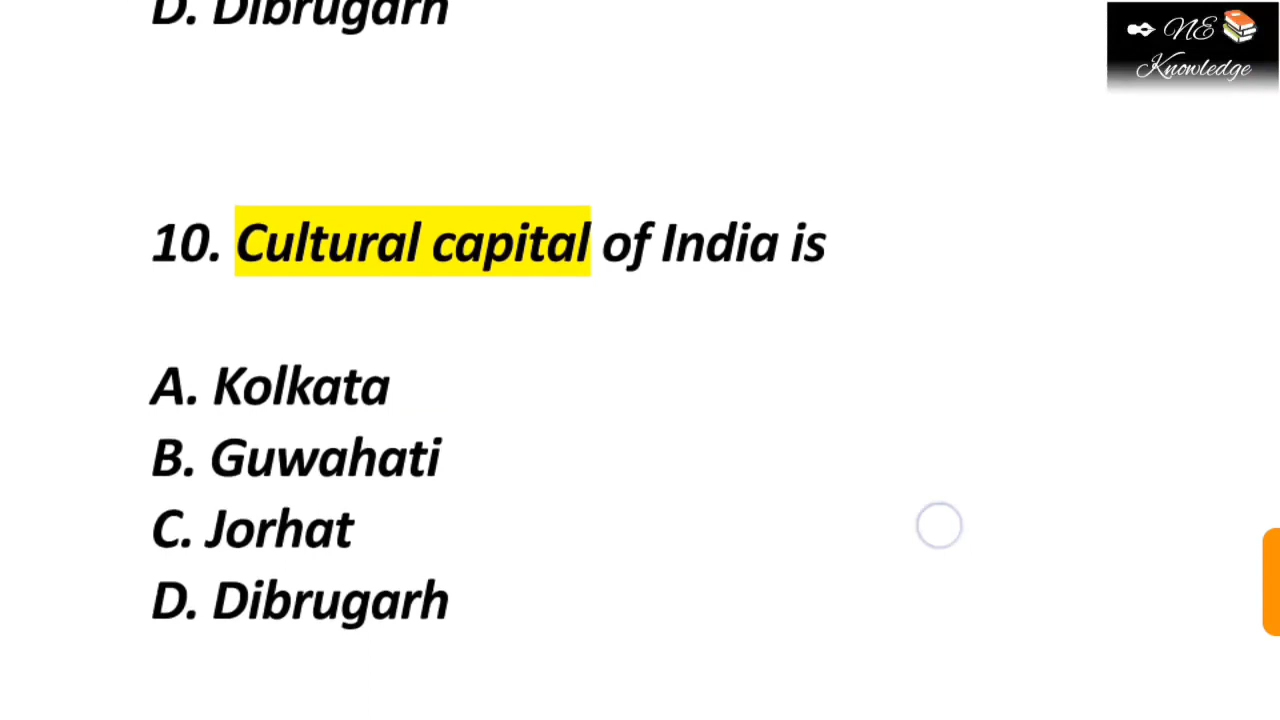 D. Dibrugarh
NE
Knowledge
10. Cultural capital of India is
A. Kolkata
B. Guwahati
C. Jorhat
D. Dibrugarh